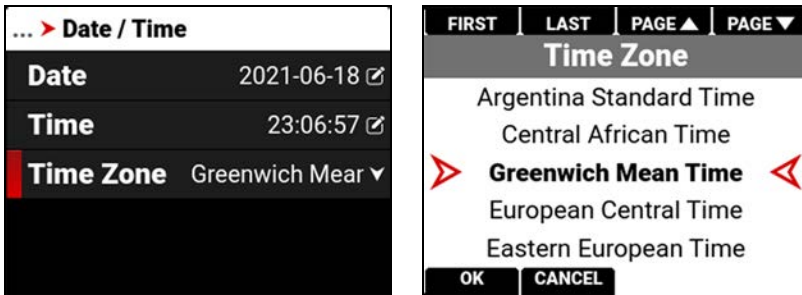 ... > Date / Time
Date 2021-06-18
Time 23:06:57
Time Zone Greenwich Mear
FIRST LAST PAGE▲ PAGE▼
Time Zone
Argentina Standard Time
Central African Time
Greenwich Mean Time
European Central Time
Eastern European Time
OK CANCEL